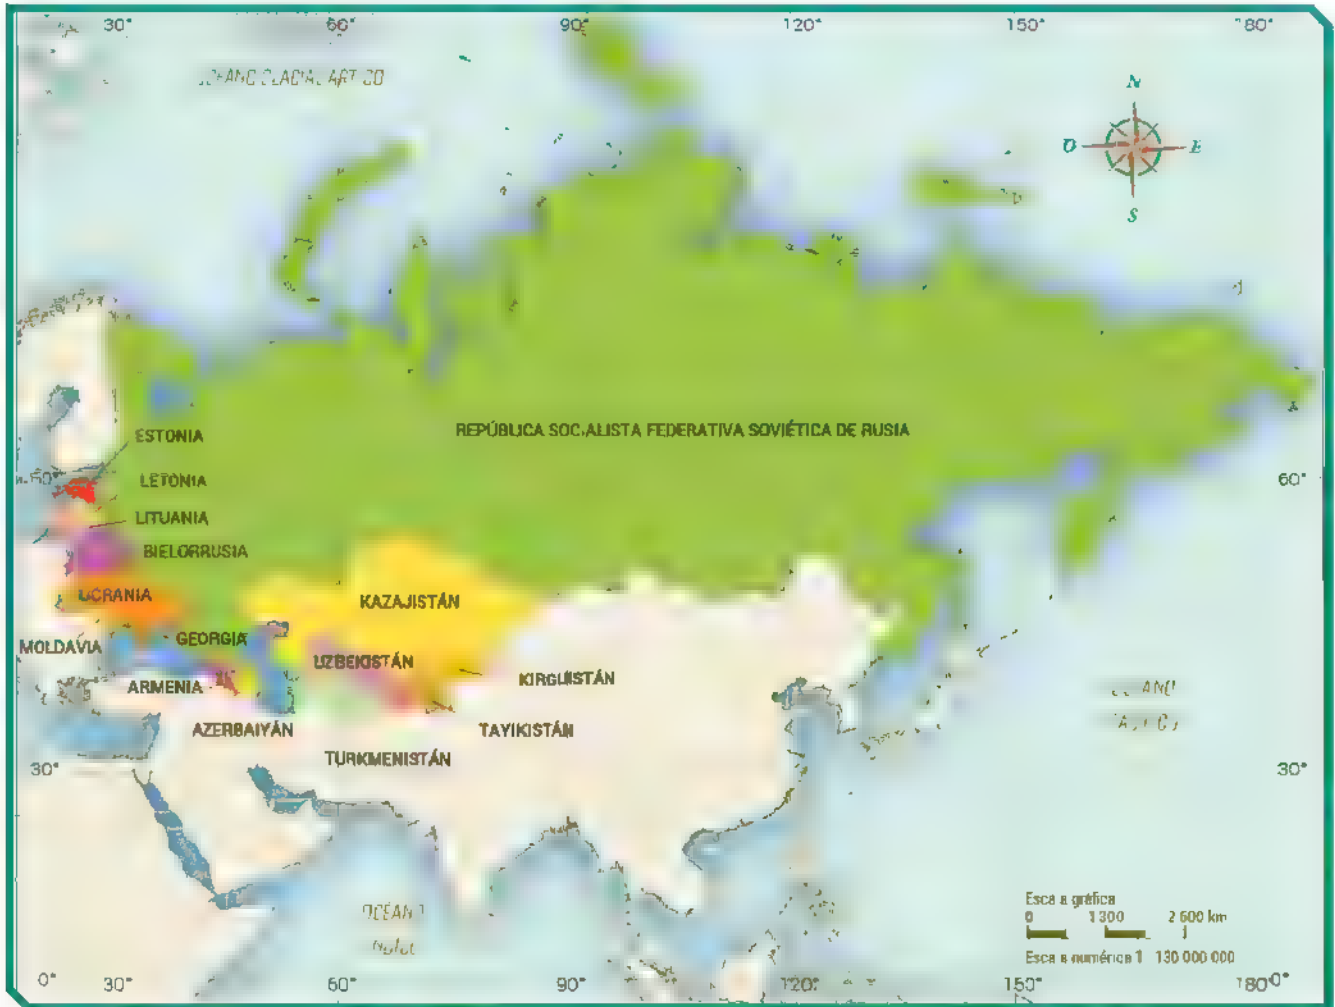 30° 60° 90° 120° 150° 180°
N
O E
S
ESTONIA
REPÚBLICA SOCIALISTA FEDERATIVA SOVIÉTICA DE RUSIA
LETONIA
60°
LITUANIA
BIELORRUSIA
UCRANIA
KAZAJISTÁN
GEORGIA
MOLDAVIA
UZBEKISTÁN
KIRGUISTÁN
ARMENIA
AZERBAIYÁN
TAYIKISTÁN
TURKMENISTÁN
30° 30°
Escala gráfica
0 1 300 2 600 km
Escala numérica 1 130 000 000
0° 30° 60° 90° 120° 150° 180° 0°